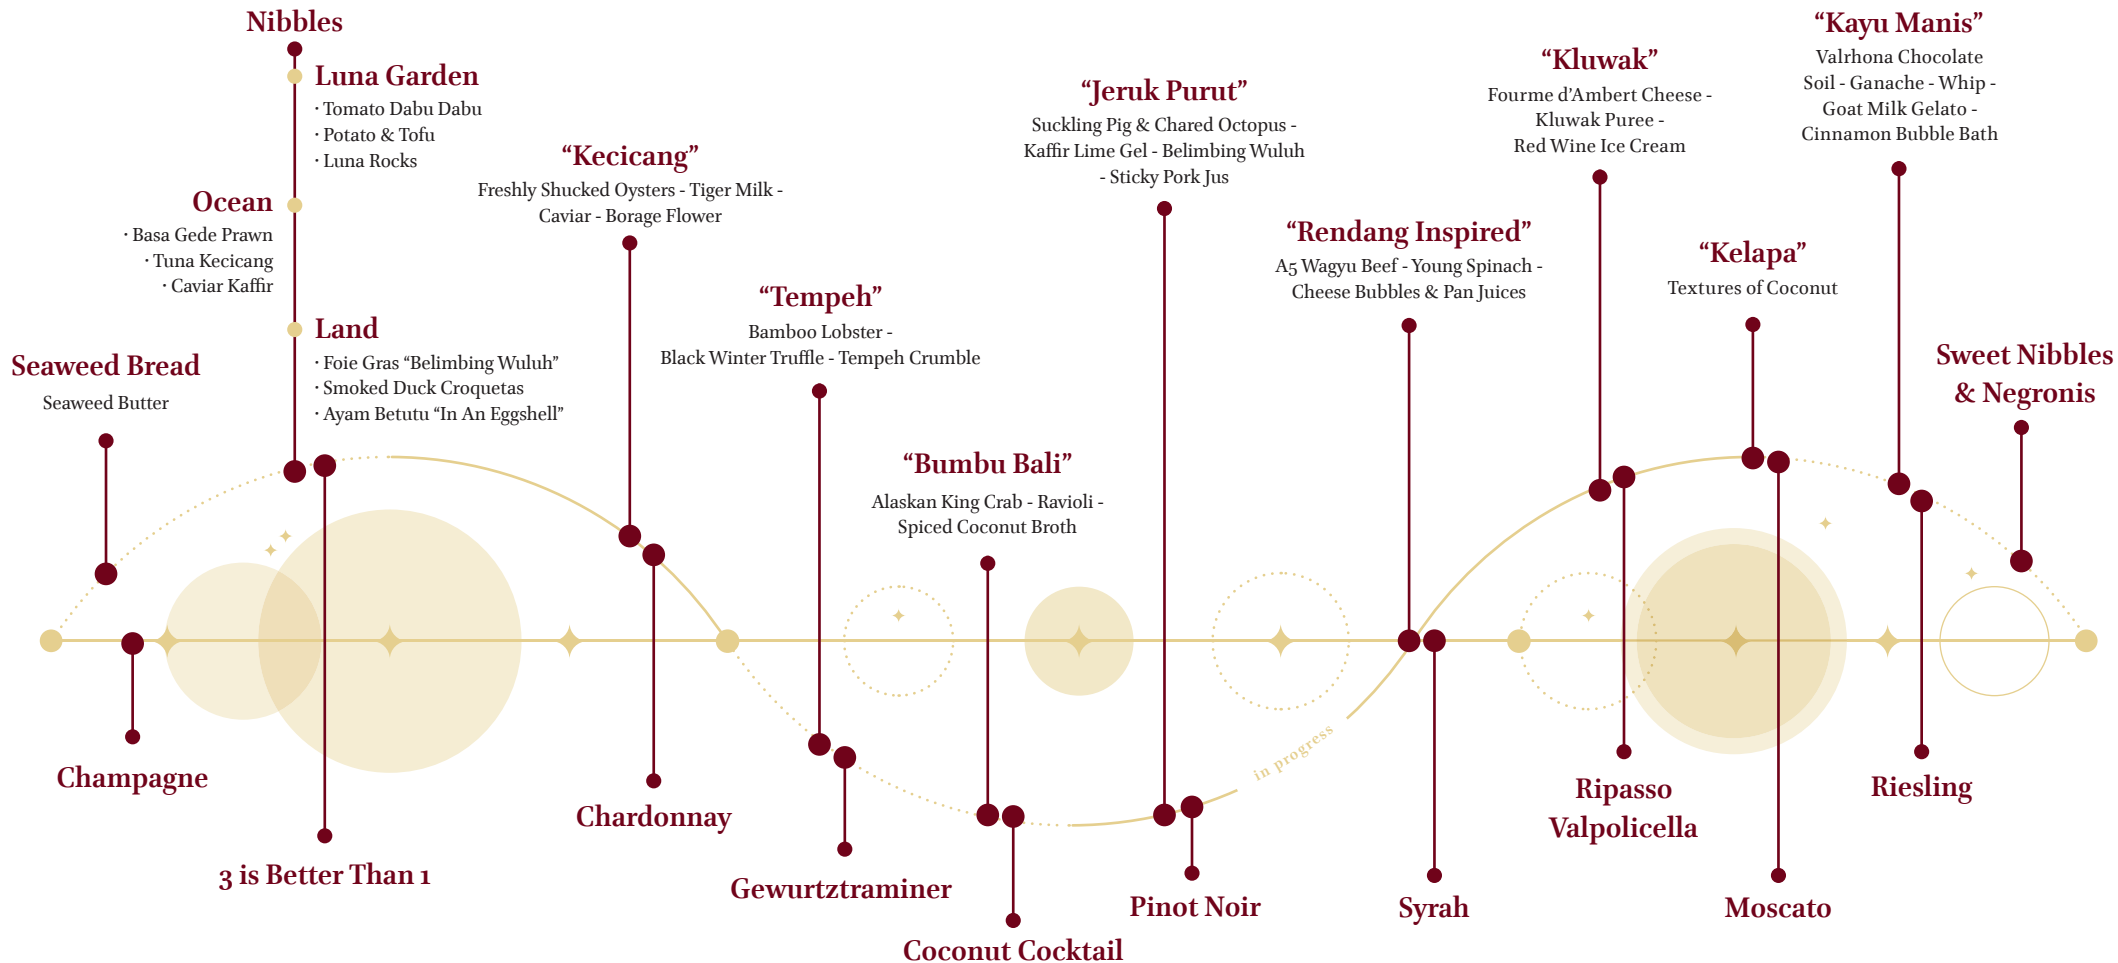 Nibbles
Luna Garden
· Tomato Dabu Dabu
· Potato & Tofu
· Luna Rocks
Ocean
· Basa Gede Prawn
· Tuna Kecicang
· Caviar Kaffir
Land
· Foie Gras “Belimbing Wuluh”
· Smoked Duck Croquetas
· Ayam Betutu “In An Eggshell”
Seaweed Bread
Seaweed Butter
“Kecicang”
Freshly Shucked Oysters - Tiger Milk -
Caviar - Borage Flower
“Tempeh”
Bamboo Lobster -
Black Winter Truffle - Tempeh Crumble
“Bumbu Bali”
Alaskan King Crab - Ravioli -
Spiced Coconut Broth
“Jeruk Purut”
Suckling Pig & Chared Octopus -
Kaffir Lime Gel - Belimbing Wuluh
- Sticky Pork Jus
“Rendang Inspired”
A5 Wagyu Beef - Young Spinach -
Cheese Bubbles & Pan Juices
“Kluwak”
Fourme d’Ambert Cheese -
Kluwak Puree -
Red Wine Ice Cream
“Kelapa”
Textures of Coconut
“Kayu Manis”
Valrhona Chocolate
Soil - Ganache - Whip -
Goat Milk Gelato -
Cinnamon Bubble Bath
Sweet Nibbles
& Negronis
in progress
Champagne
3 is Better Than 1
Chardonnay
Gewurtztraminer
Coconut Cocktail
Pinot Noir
Syrah
Ripasso
Valpolicella
Moscato
Riesling